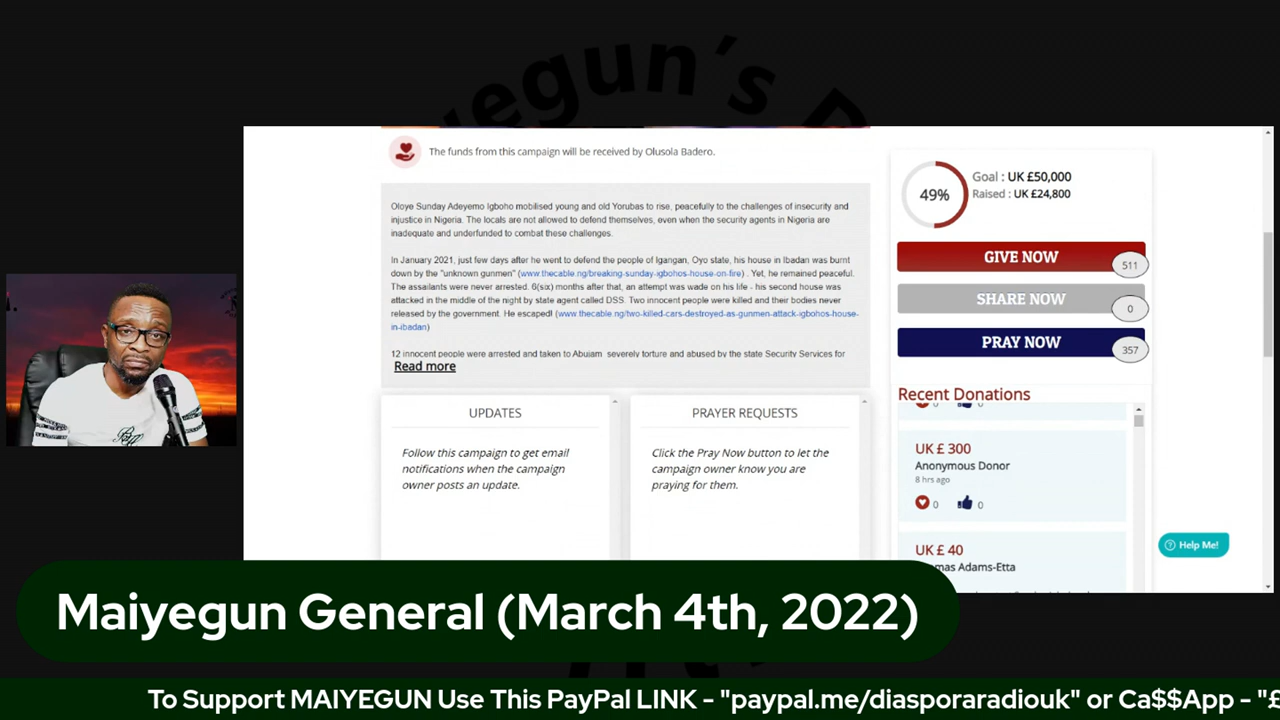 egun's D
The funds from this campaign will be received by Olusola Badero.
Oloye Sunday Adeyemo Igboho mobilised young and old Yorubas to rise, peacefully to the challenges of insecurity and
injustice in Nigeria. The locals are not allowed to defend themselves, even when the security agents in Nigeria are
inadequate and underfunded to combat these challenges.
In January 2021, just few days after he went to defend the people of Igangan, Oyo state, his house in Ibadan was burnt
down by the "unknown gunmen" (www.thecable.ng/breaking-sunday-igbohos-house-on-fire) . Yet, he remained peaceful.
The assailants were never arrested. 6(six) months after that, an attempt was wade on his life - his second house was
attacked in the middle of the night by state agent called DSS. Two innocent people were killed and their bodies never
released by the government. He escaped! (www.thecable.ng/two-killed-cars-destroyed-as-gunmen-attack-igbohos-house-
in-ibadan)
12 innocent people were arrested and taken to Abujam severely torture and abused by the state Security Services for
Read more
UPDATES
Follow this campaign to get email
notifications when the campaign
owner posts an update.
PRAYER REQUESTS
Click the Pray Now button to let the
campaign owner know you are
praying for them.
49%
Goal : UK £50,000
Raised : UK £24,800
GIVE NOW
511
SHARE NOW
0
PRAY NOW
357
Recent Donations
0 0
UK £ 300
Anonymous Donor
8 hrs ago
0 0
UK £ 40
mas Adams-Etta
Help Me!
Maiyegun General (March 4th, 2022)
To Support MAIYEGUN Use This PayPal LINK - "paypal.me/diasporaradiouk" or Ca$$App - "£